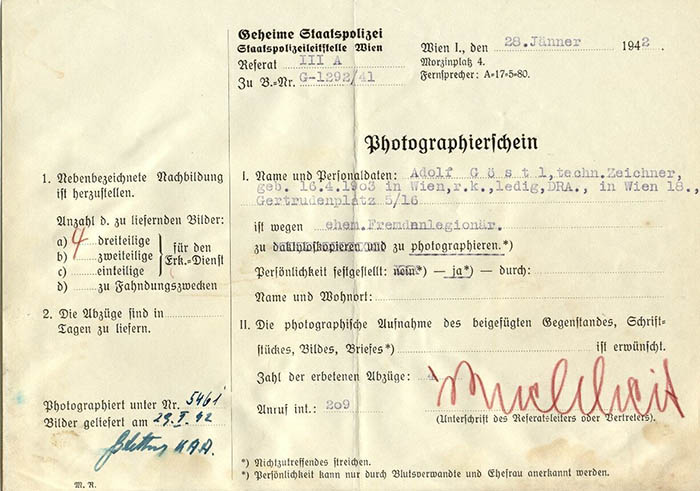 Geheime Staatspolizei
Staatspolizeileitstelle Wien
Referat III A
Zu B.=Nr. G-1292/41
Wien I., den 28.Jänner 1942.
Morzinplatz 4.
Fernsprecher: A=17=5=80.
Photographierschein
1. Nebenbezeichnete Nachbildung
ist herzustellen.
Anzahl d. zu liefernden Bilder:
a) 4 dreiteilige
b) zweiteilige
c) einteilige
für den
Erk.=Dienst
d) zu Fahndungszwecken
2. Die Abzüge sind in
Tagen zu liefern.
Photographiert unter Nr. 5461
Bilder geliefert am 29.I.42
M. R.
I. Name und Personaldaten: Adolf G ö s t l,techn.Zeichner,
geb. 16.4.19o3 in Wien,r.k.,ledig,DRA., in Wien 18.,
Gertrudenplatz 5/16
ist wegen ehem.Fremdnnlegionär.
zu daktyloskopieren und zu photographieren.*)
Persönlichkeit festgestellt: nein*) — ja*) — durch:
Name und Wohnort:
II. Die photographische Aufnahme des beigefügten Gegenstandes, Schrift=
stückes, Bildes, Briefes*) ist erwünscht.
Zahl der erbetenen Abzüge: 4
Anruf int.: 2o9
(Unterschrift des Referatsleiters oder Vertreters).
*) Nichtzutreffendes streichen.
*) Persönlichkeit kann nur durch Blutsverwandte und Ehefrau anerkannt werden.